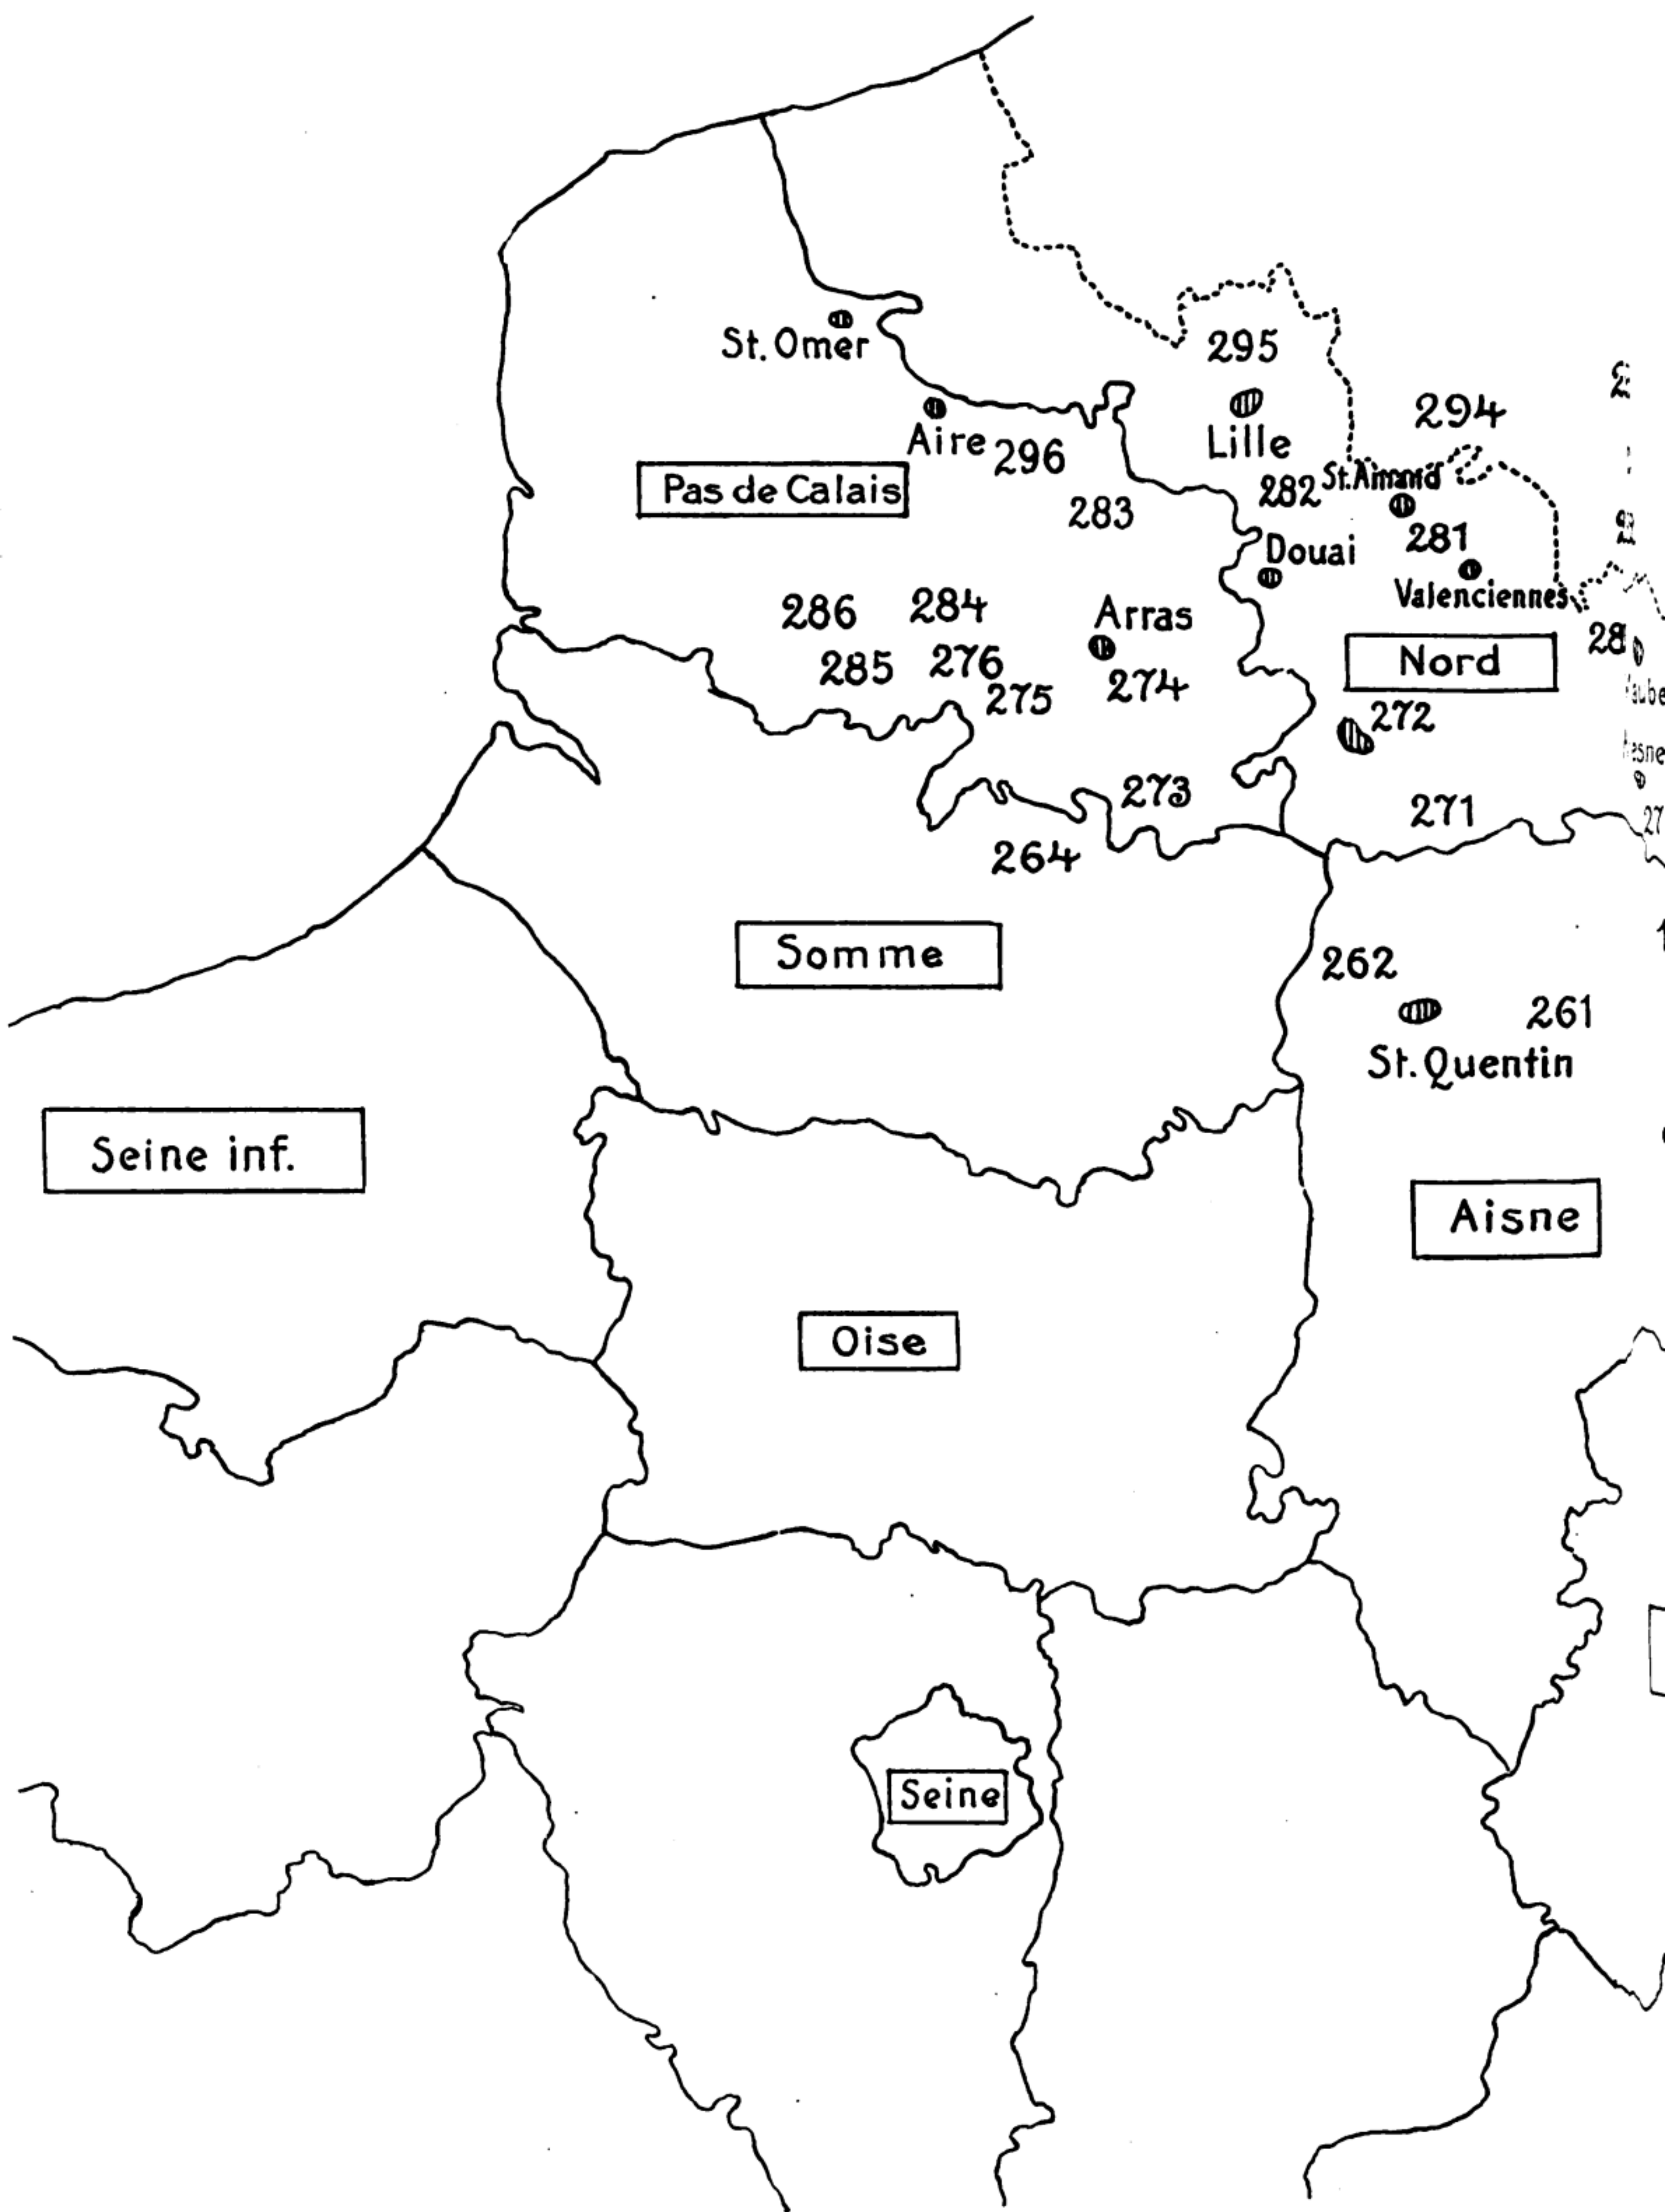 295
St. Omer
294
Aire
296
Lille
Pas de Calais
282
St. Amand
283
281
Douai
Valenciennes
286
284
Arras
285
276
Nord
275
274
272
273
271
264
Somme
262
261
St. Quentin
Seine inf.
Aisne
Oise
Seine